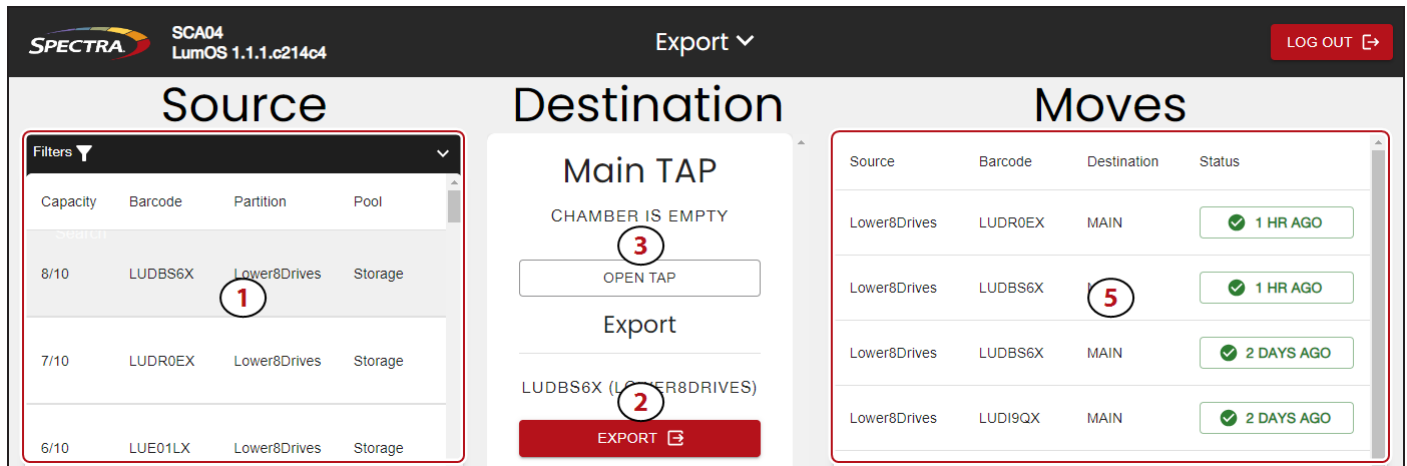 SPECTRA
SCA04
LumOS 1.1.1.c214c4
Export
LOG OUT
Source
Destination
Moves
Filters
Capacity Barcode Partition Pool
Search
8/10 LUDBS6X Lower8Drives Storage
1
7/10 LUDR0EX Lower8Drives Storage
6/10 LUE01LX Lower8Drives Storage
Main TAP
CHAMBER IS EMPTY
3
OPEN TAP
Export
LUDBS6X (LOWER8DRIVES)
2
EXPORT
Source Barcode Destination Status
Lower8Drives LUDR0EX MAIN 1 HR AGO
Lower8Drives LUDBS6X 1 HR AGO
5
Lower8Drives LUDBS6X MAIN 2 DAYS AGO
Lower8Drives LUDI9QX MAIN 2 DAYS AGO